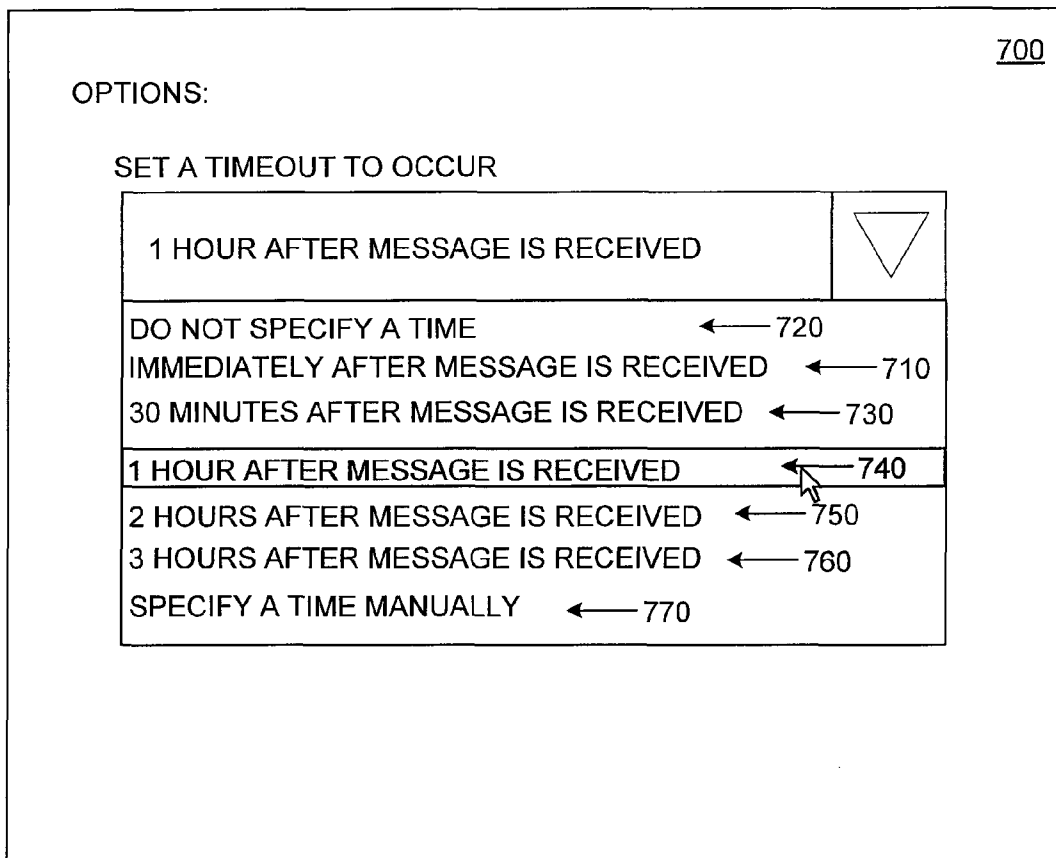 700
OPTIONS:
SET A TIMEOUT TO OCCUR
1 HOUR AFTER MESSAGE IS RECEIVED
DO NOT SPECIFY A TIME 720
IMMEDIATELY AFTER MESSAGE IS RECEIVED 710
30 MINUTES AFTER MESSAGE IS RECEIVED 730
1 HOUR AFTER MESSAGE IS RECEIVED 740
2 HOURS AFTER MESSAGE IS RECEIVED 750
3 HOURS AFTER MESSAGE IS RECEIVED 760
SPECIFY A TIME MANUALLY 770